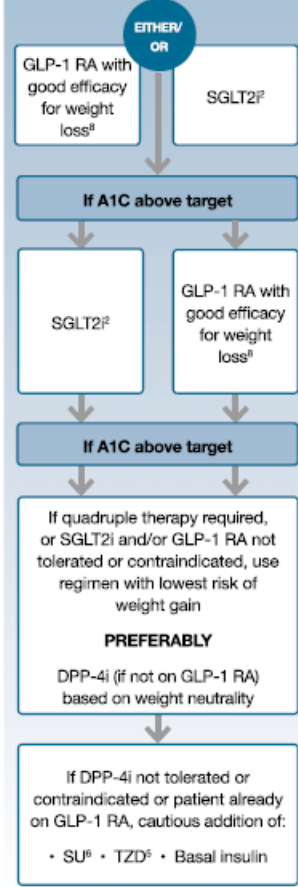 EITHER/
OR
GLP-1 RA with
good efficacy
for weight
loss⁸
SGLT2i²
If A1C above target
SGLT2i²
GLP-1 RA with
good efficacy
for weight
loss⁸
If A1C above target
If quadruple therapy required,
or SGLT2i and/or GLP-1 RA not
tolerated or contraindicated, use
regimen with lowest risk of
weight gain
PREFERABLY
DPP-4i (if not on GLP-1 RA)
based on weight neutrality
If DPP-4i not tolerated or
contraindicated or patient already
on GLP-1 RA, cautious addition of:
• SU⁶ • TZD⁵ • Basal insulin